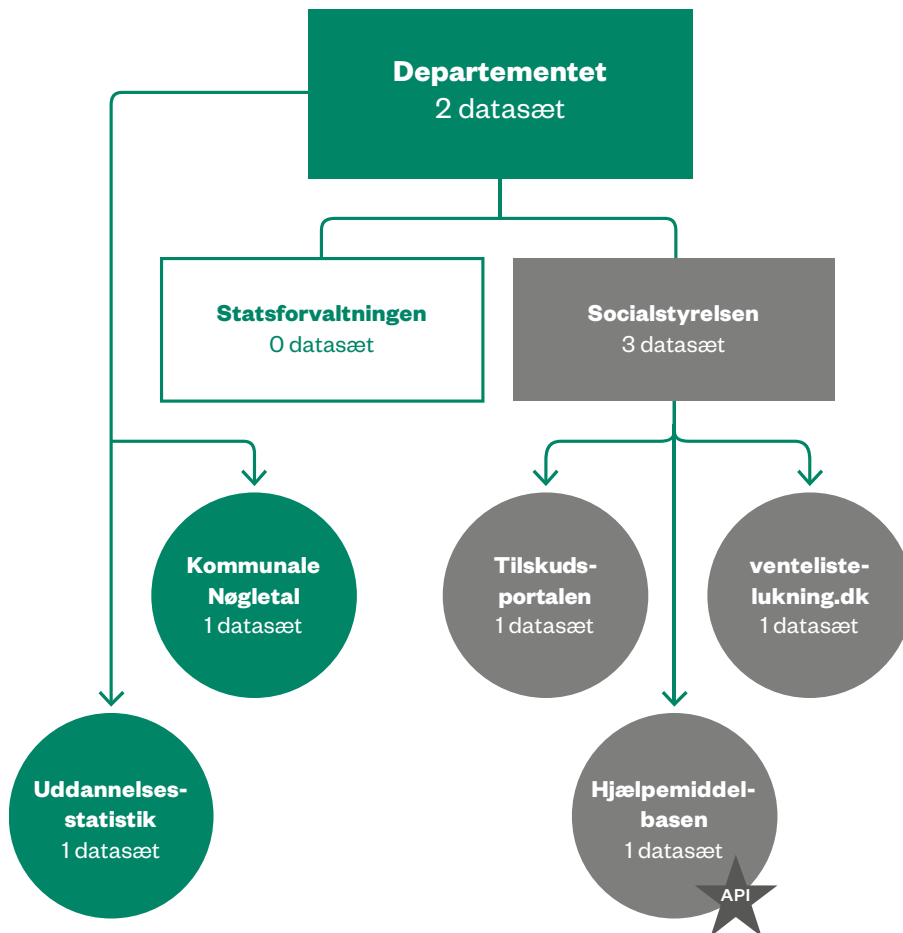 Departementet
2 datasæt
Statsforvaltningen
0 datasæt
Socialstyrelsen
3 datasæt
Kommunale
Nøgletal
1 datasæt
Tilskuds-
portalen
1 datasæt
venteliste-
lukning.dk
1 datasæt
Uddannelses-
statistik
1 datasæt
Hjælpemiddel-
basen
1 datasæt
API